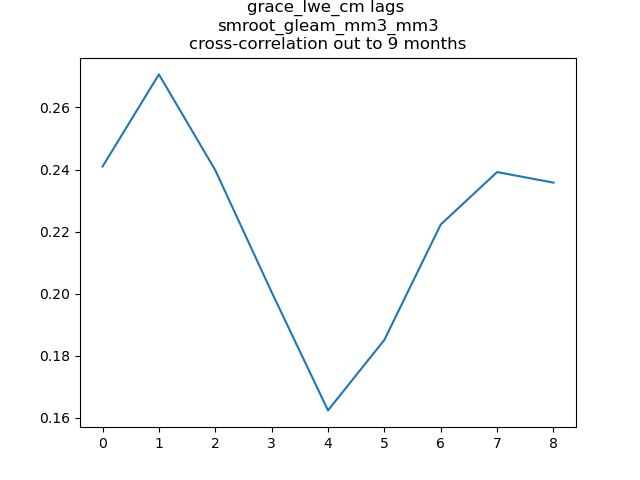 grace_lwe_cm lags
smroot_gleam_mm3_mm3
cross-correlation out to 9 months
0.26
0.24
0.22
0.20
0.18
0.16
0 1 2 3 4 5 6 7 8